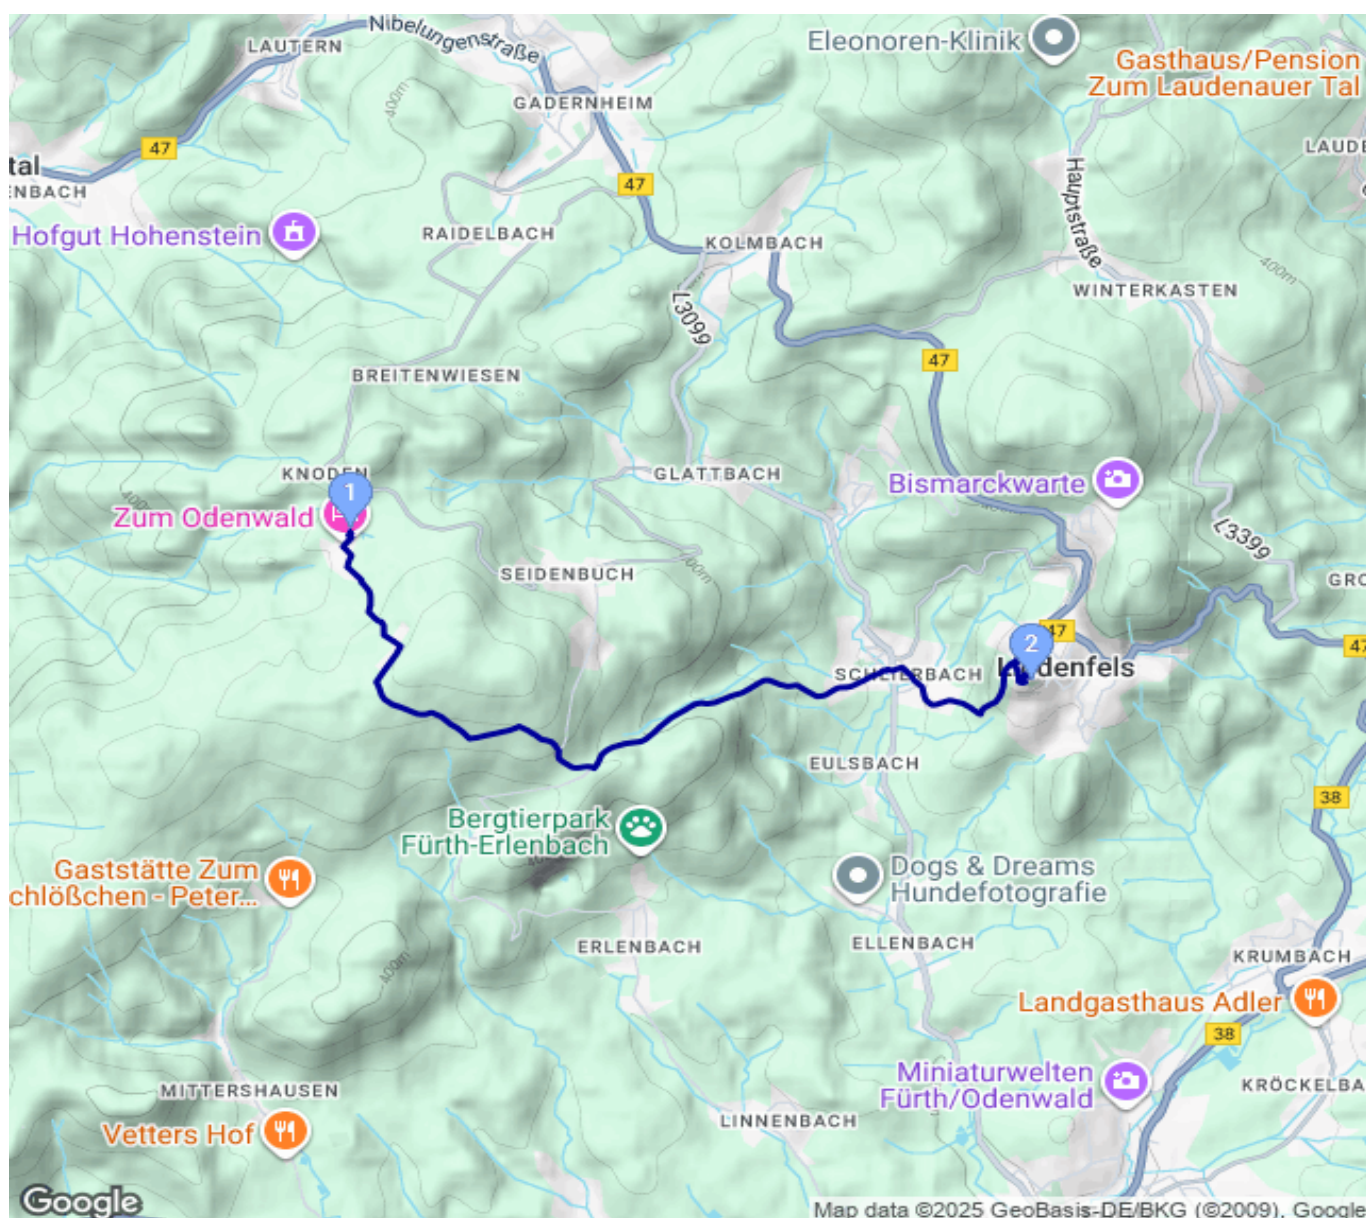 LAUTERN
Nibelungenstraße
Eleonoren-Klinik
Gasthaus/Pension
Zum Laudenauer Tal
GADERNHEIM
400m
47
tal
ENBACH
47
LAUDE
Hauptstraße
Hofgut Hohenstein
RAIDELBACH
KOLMBACH
400m
WINTERKASTEN
L3099
47
BREITENWIESEN
KNODEN
GLATTBACH
Bismarckwarte
400m
1
Zum Odenwald
L3399
SEIDENBUCH
GRO
47
2
47
SCHLIERBACH
Lindenfels
EULSBACH
38
Bergtierpark
Fürth-Erlenbach
Gaststätte Zum
chlößchen - Peter...
Dogs & Dreams
Hundefotografie
ERLENBACH
ELLENBACH
KRUMBACH
400m
Landgasthaus Adler
38
MITTERSHAUSEN
Miniaturwelten
Fürth/Odenwald
KRÖCKELBA
LINNENBACH
Vetters Hof
Google
Map data ©2025 GeoBasis-DE/BKG (©2009), Google